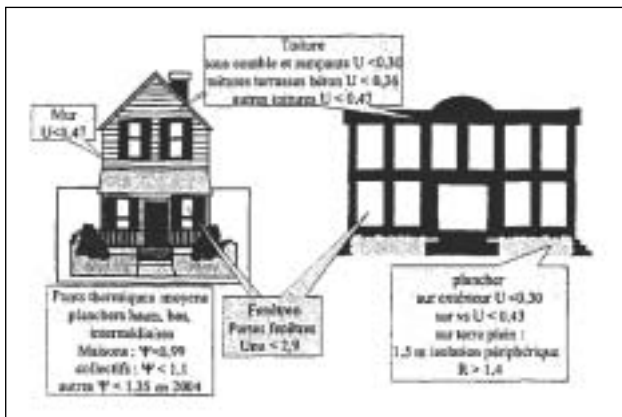 Toiture
sous comble et rampants U <0,30
toitures terrasses béton U < 0,36
autres toitures U < 0,47
Mur
U<0,47
Ponts thermiques moyens
planchers hauts, bas,
intermédiaires
Maisons : Ψ<0,99
collectifs : Ψ < 1,1
autres Ψ < 1,35 en 2004
Fenêtres
Portes fenêtres
< 2,9
plancher
sur extérieur U <0,30
sur vs U < 0,43
sur terre plein :
1,5 m isolation périphérique
R > 1,4